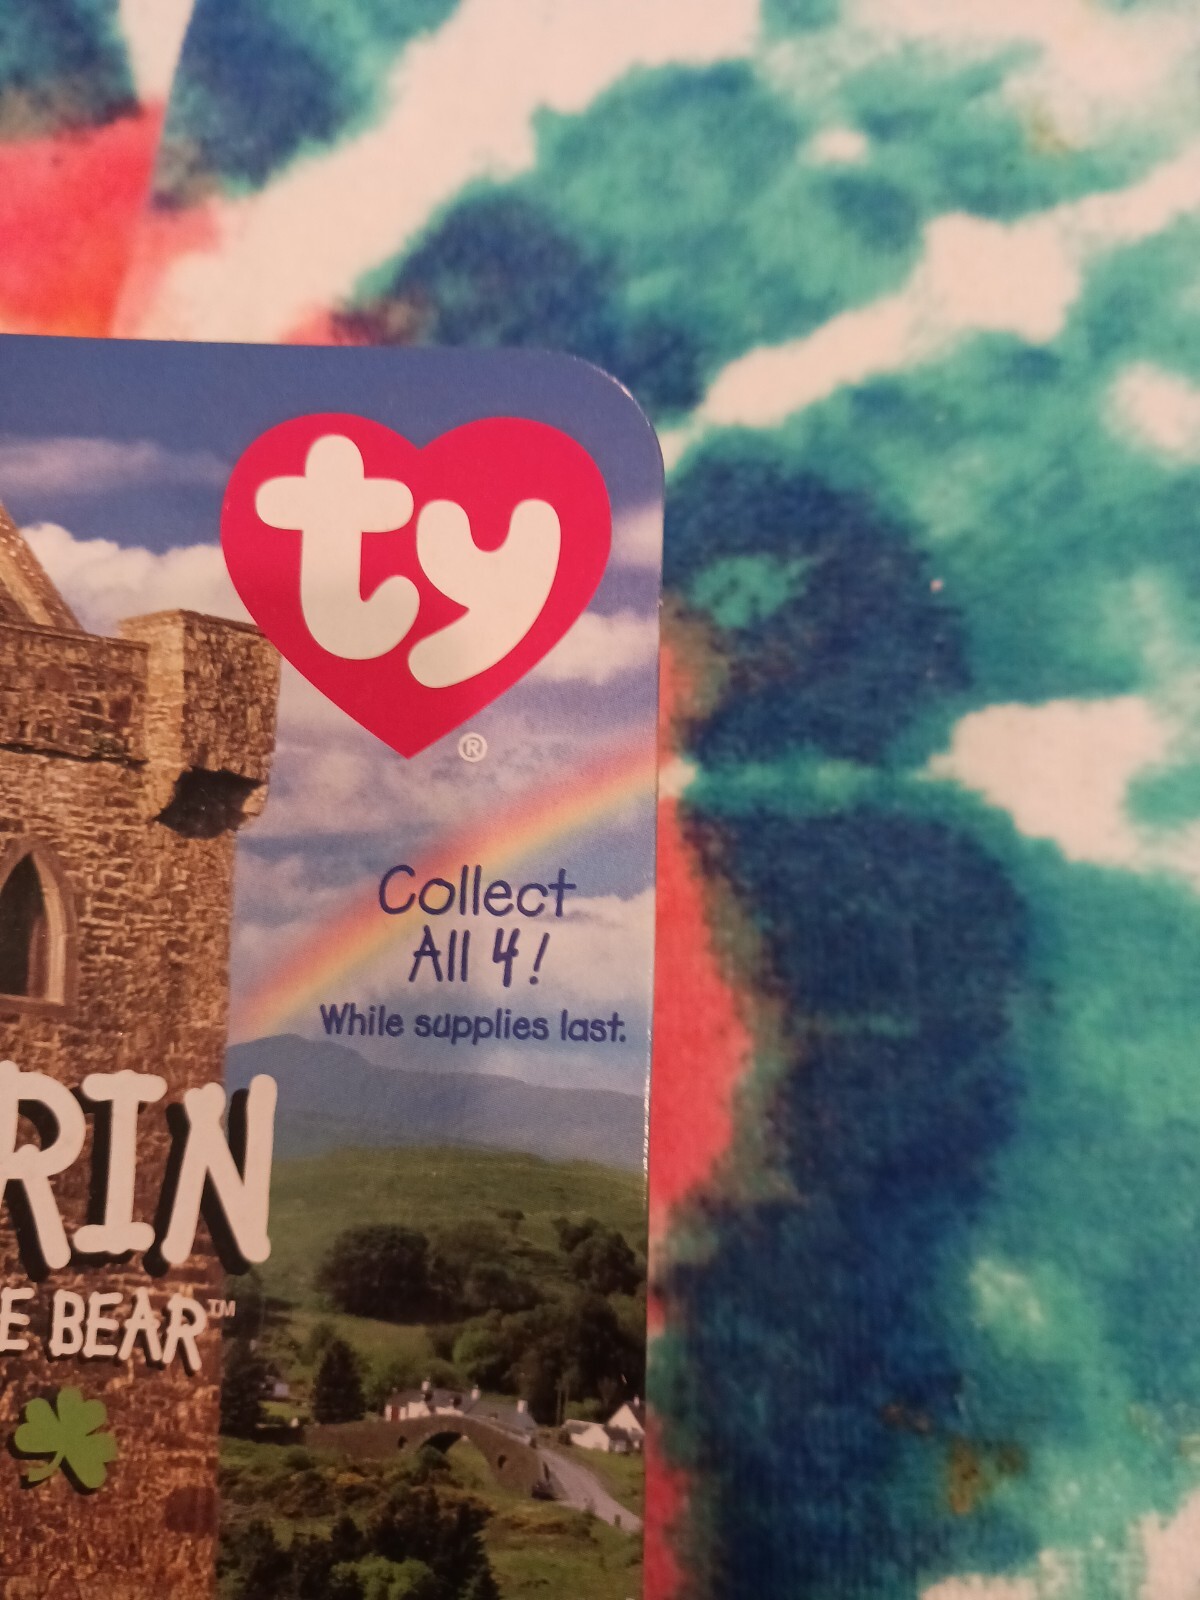 ty
®
Collect
All 4!
While supplies last.
RIN
E BEAR™